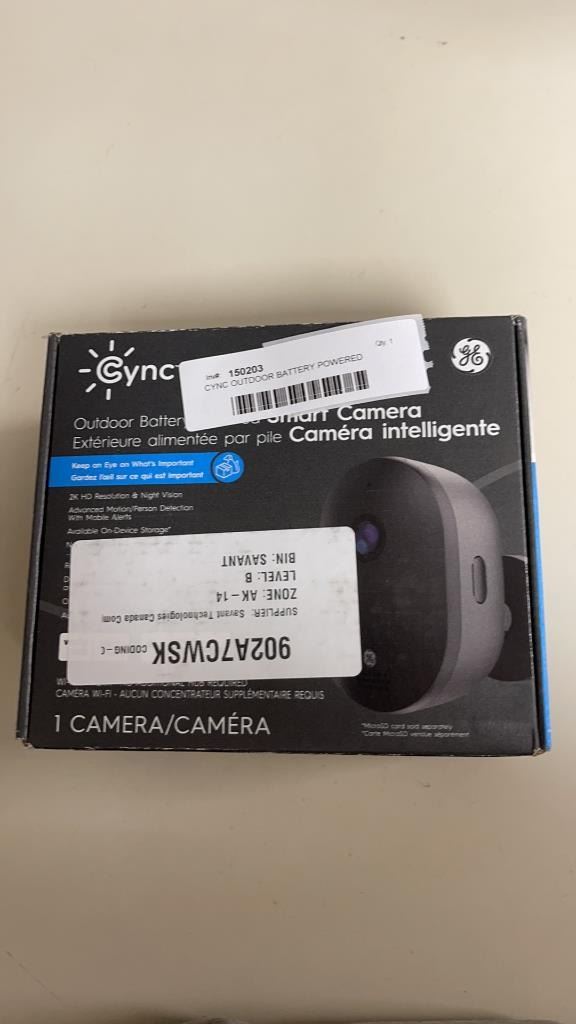 Cync
Inv#: 150203
Qty: 1
CYNC OUTDOOR BATTERY POWERED
GE
Outdoor Battery Smart Camera
Extérieure alimentée par pile Caméra intelligente
Keep an Eye on What's Important
Gardez l'œil sur ce qui est important
2K HD Resolution & Night Vision
Advanced Motion/Person Detection
With Mobile Alerts
Available On-Device Storage*
902A7CWSK CODING - C
SUPPLIER: Savant Technologies Canada Com
ZONE: AK - 14
LEVEL: B
BIN: SAVANT
HUB REQUIRED
CAMÉRA WI-FI - AUCUN CONCENTRATEUR SUPPLÉMENTAIRE REQUIS
1 CAMERA/CAMÉRA
*MicroSD card sold separately
*Carte MicroSD vendue séparément